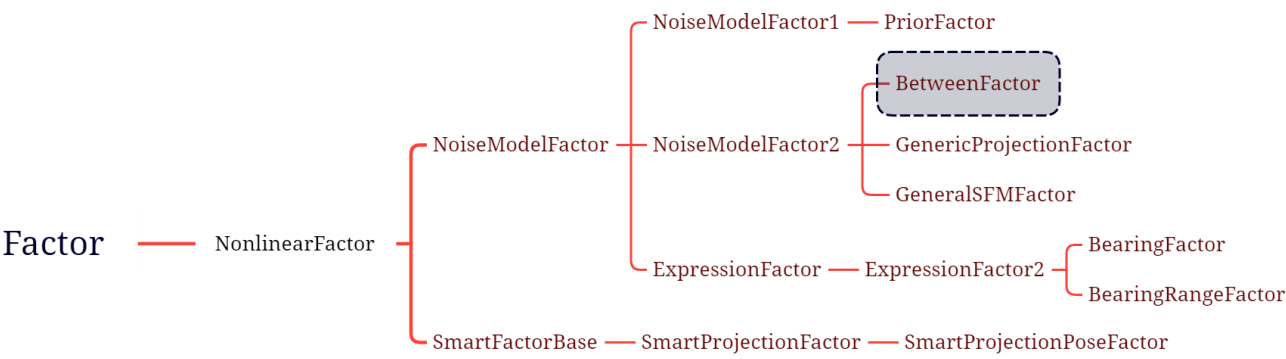 NoiseModelFactor1
PriorFactor
BetweenFactor
NoiseModelFactor
NoiseModelFactor2
GenericProjectionFactor
GeneralSFMFactor
Factor
NonlinearFactor
BearingFactor
ExpressionFactor
ExpressionFactor2
BearingRangeFactor
SmartFactorBase
SmartProjectionFactor
SmartProjectionPoseFactor